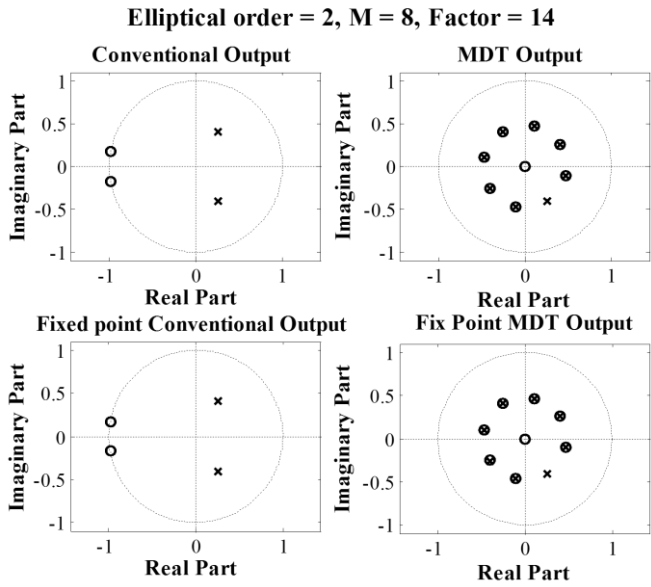 Elliptical order = 2, M = 8, Factor = 14
Conventional Output
Imaginary Part
1
0.5
0
-0.5
-1
-1 0 1
Real Part
MDT Output
Imaginary Part
1
0.5
0
-0.5
-1
-1 0 1
Real Part
Fixed point Conventional Output
Imaginary Part
1
0.5
0
-0.5
-1
-1 0 1
Real Part
Fix Point MDT Output
Imaginary Part
1
0.5
0
-0.5
-1
-1 0 1
Real Part